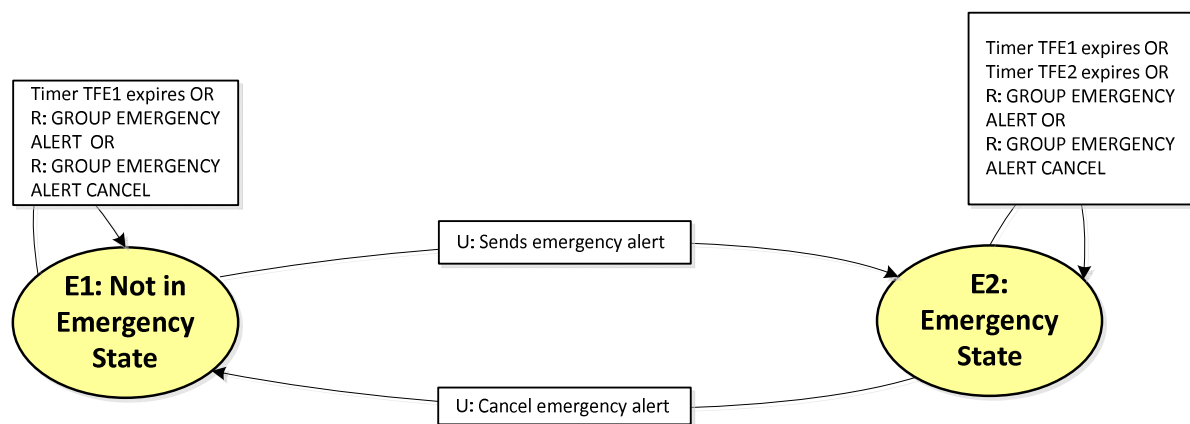 Timer TFE1 expires OR
R: GROUP EMERGENCY
ALERT OR
R: GROUP EMERGENCY
ALERT CANCEL
Timer TFE1 expires OR
Timer TFE2 expires OR
R: GROUP EMERGENCY
ALERT OR
R: GROUP EMERGENCY
ALERT CANCEL
U: Sends emergency alert
E1: Not in
Emergency
State
E2:
Emergency
State
U: Cancel emergency alert